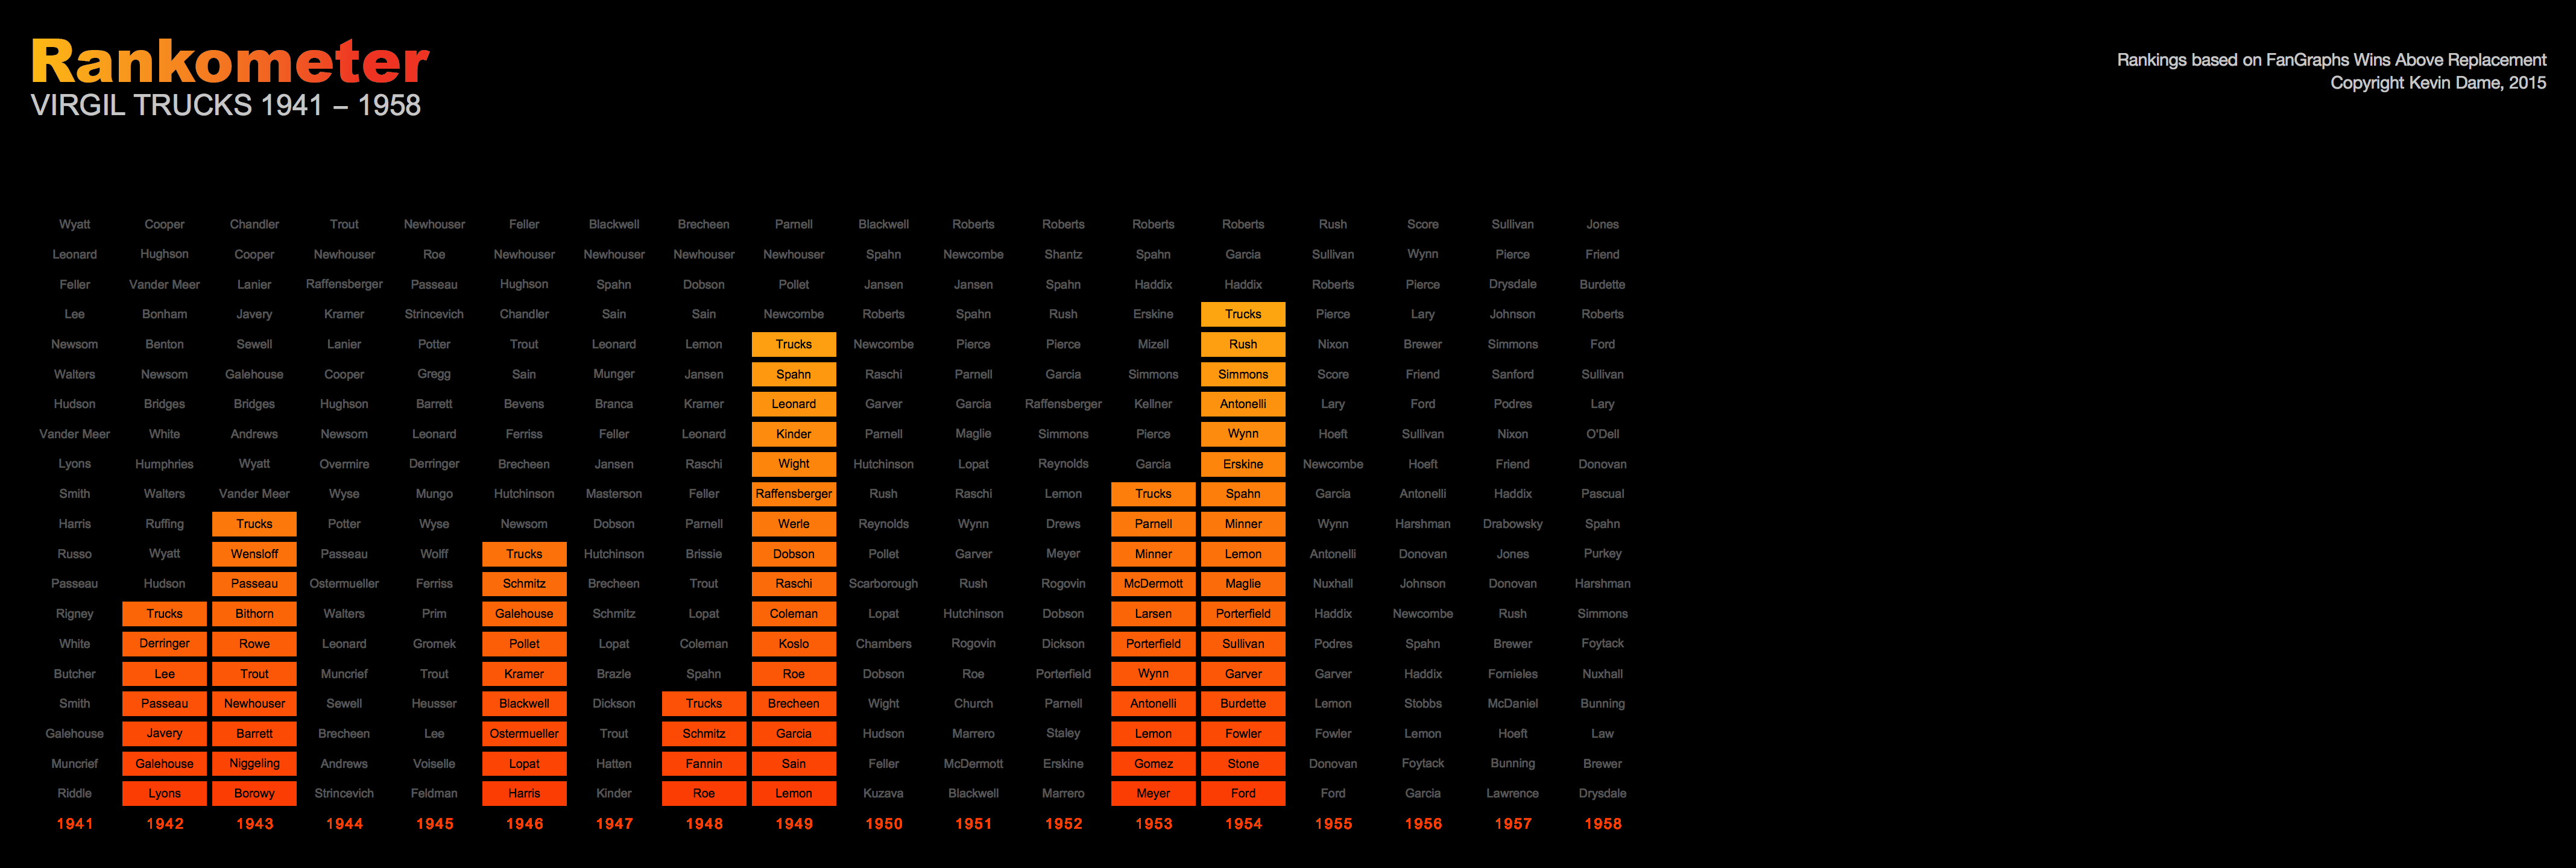 Rankometer
VIRGIL TRUCKS 1941 – 1958
Rankings based on FanGraphs Wins Above Replacement
Copyright Kevin Dame, 2015
Wyatt Cooper Chandler Trout Newhouser Feller Blackwell Brecheen Parnell Blackwell Roberts Roberts Roberts Roberts Rush Score Sullivan Jones
Leonard Hughson Cooper Newhouser Roe Newhouser Newhouser Newhouser Newhouser Spahn Newcombe Shantz Spahn Garcia Sullivan Wynn Pierce Friend
Feller Vander Meer Lanier Raffensberger Passeau Hughson Spahn Dobson Pollet Jansen Jansen Spahn Haddix Haddix Roberts Pierce Drysdale Burdette
Lee Bonham Javery Kramer Strincevich Chandler Sain Sain Newcombe Roberts Spahn Rush Erskine Trucks Pierce Lary Johnson Roberts
Newsom Benton Sewell Lanier Potter Trout Leonard Lemon Trucks Newcombe Pierce Pierce Mizell Rush Nixon Brewer Simmons Ford
Walters Newsom Galehouse Cooper Gregg Sain Munger Jansen Spahn Raschi Parnell Garcia Simmons Simmons Score Friend Sanford Sullivan
Hudson Bridges Bridges Hughson Barrett Bevens Branca Kramer Leonard Garver Garcia Raffensberger Kellner Antonelli Lary Ford Podres Lary
Vander Meer White Andrews Newsom Leonard Ferriss Feller Leonard Kinder Parnell Maglie Simmons Pierce Wynn Hoeft Sullivan Nixon O'Dell
Lyons Humphries Wyatt Overmire Derringer Brecheen Jansen Raschi Wight Hutchinson Lopat Reynolds Garcia Erskine Newcombe Hoeft Friend Donovan
Smith Walters Vander Meer Wyse Mungo Hutchinson Masterson Feller Raffensberger Rush Raschi Lemon Trucks Spahn Garcia Antonelli Haddix Pascual
Harris Ruffing Trucks Potter Wyse Newsom Dobson Parnell Werle Reynolds Wynn Drews Parnell Minner Wynn Harshman Drabowsky Spahn
Russo Wyatt Wensloff Passeau Wolff Trucks Hutchinson Brissie Dobson Pollet Garver Meyer Minner Lemon Antonelli Donovan Jones Purkey
Passeau Hudson Passeau Ostermueller Ferriss Schmitz Brecheen Trout Raschi Scarborough Rush Rogovin McDermott Maglie Nuxhall Johnson Donovan Harshman
Rigney Trucks Bithorn Walters Prim Galehouse Schmitz Lopat Coleman Lopat Hutchinson Dobson Larsen Porterfield Haddix Newcombe Rush Simmons
White Derringer Rowe Leonard Gromek Pollet Lopat Coleman Koslo Chambers Rogovin Dickson Porterfield Sullivan Podres Spahn Brewer Foytack
Butcher Lee Trout Muncrief Trout Kramer Brazle Spahn Roe Dobson Roe Porterfield Wynn Garver Garver Haddix Fornieles Nuxhall
Smith Passeau Newhouser Sewell Heusser Blackwell Dickson Trucks Brecheen Wight Church Parnell Antonelli Burdette Lemon Stobbs McDaniel Bunning
Galehouse Javery Barrett Brecheen Lee Ostermueller Trout Schmitz Garcia Hudson Marrero Staley Lemon Fowler Fowler Lemon Hoeft Law
Muncrief Galehouse Niggeling Andrews Voiselle Lopat Hatten Fannin Sain Feller McDermott Erskine Gomez Stone Donovan Foytack Bunning Brewer
Riddle Lyons Borowy Strincevich Feldman Harris Kinder Roe Lemon Kuzava Blackwell Marrero Meyer Ford Ford Garcia Lawrence Drysdale
1941 1942 1943 1944 1945 1946 1947 1948 1949 1950 1951 1952 1953 1954 1955 1956 1957 1958